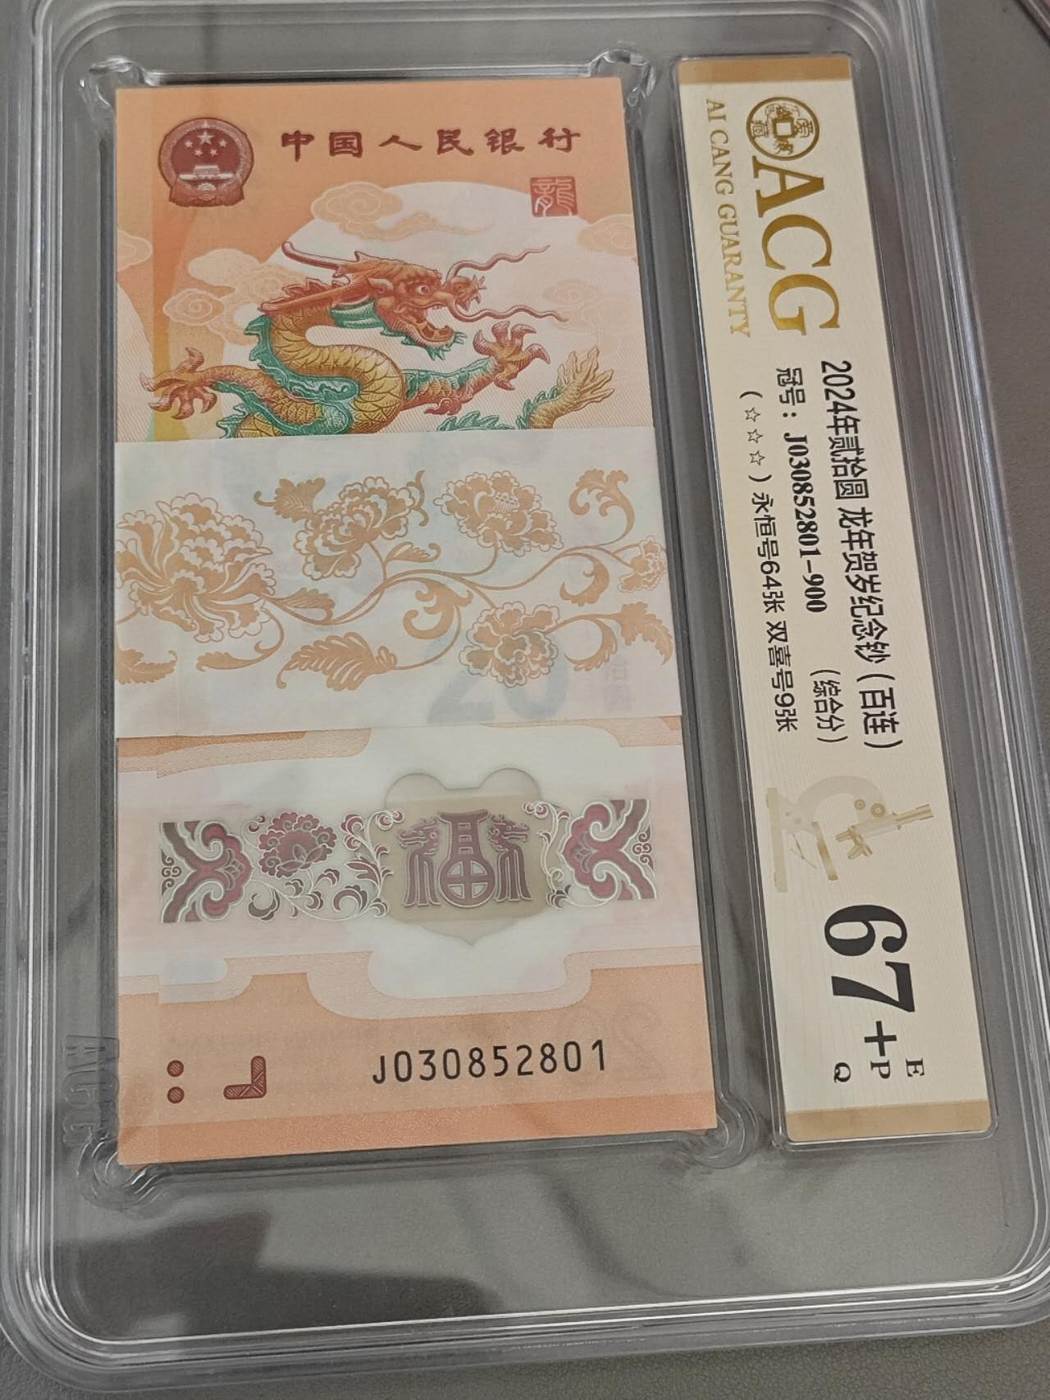 中国人民银行
龍
福
J030852801
ACG
AI CANG GUARANTY
2024年贰拾圆 龙年贺岁纪念钞（百连）
冠号：J030852801-900 （综合分）
（☆☆☆）永恒号64张 双喜号9张
67+
E
P
Q